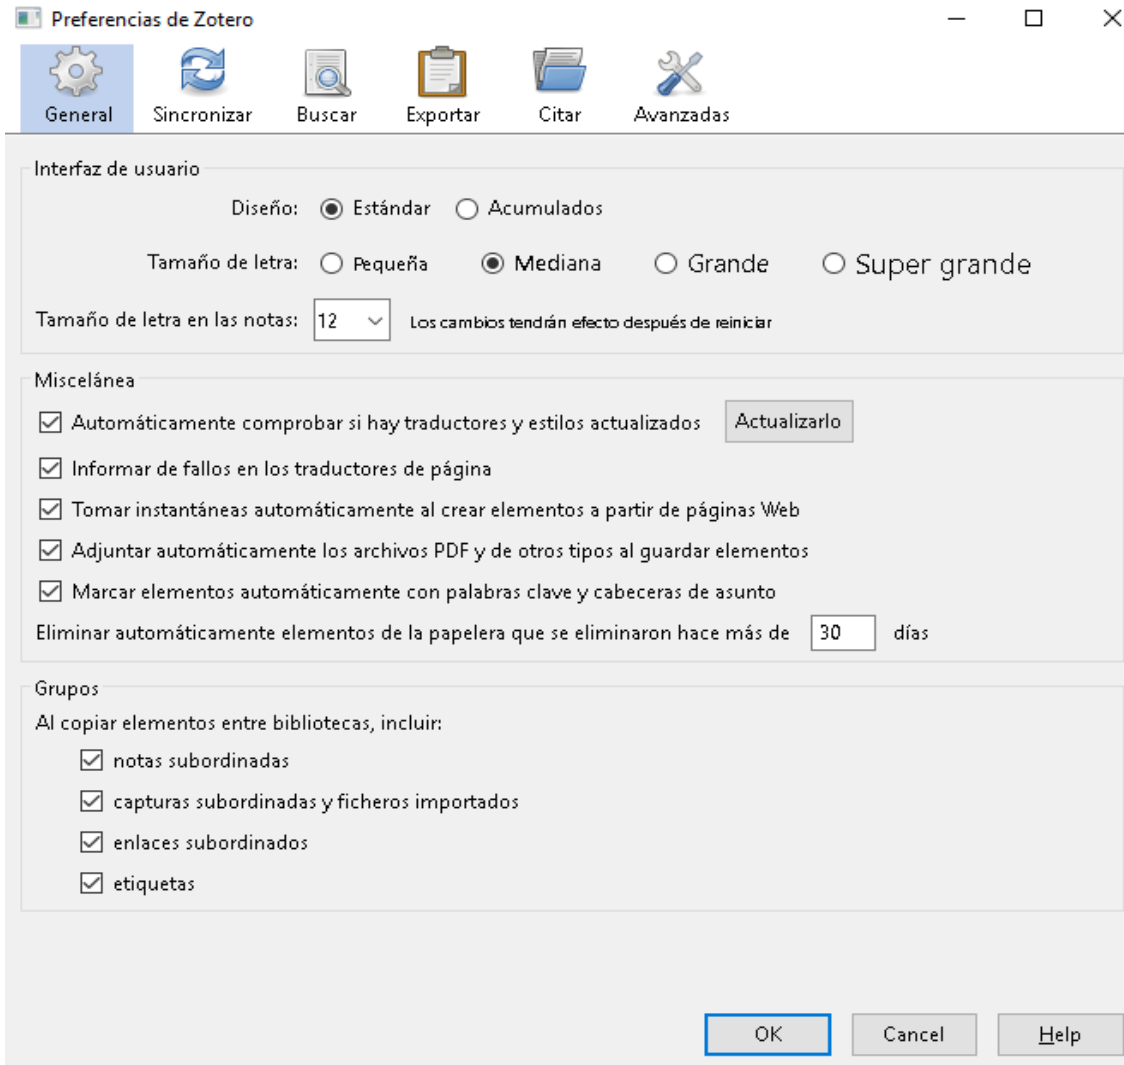 Preferencias de Zotero
General Sincronizar Buscar Exportar Citar Avanzadas
Interfaz de usuario
Diseño: Estándar Acumulados
Tamaño de letra: Pequeña Mediana Grande Super grande
Tamaño de letra en las notas: 12 Los cambios tendrán efecto después de reiniciar
Miscelánea
Automáticamente comprobar si hay traductores y estilos actualizados Actualizarlo
Informar de fallos en los traductores de página
Tomar instantáneas automáticamente al crear elementos a partir de páginas Web
Adjuntar automáticamente los archivos PDF y de otros tipos al guardar elementos
Marcar elementos automáticamente con palabras clave y cabeceras de asunto
Eliminar automáticamente elementos de la papelera que se eliminaron hace más de 30 días
Grupos
Al copiar elementos entre bibliotecas, incluir:
notas subordinadas
capturas subordinadas y ficheros importados
enlaces subordinados
etiquetas
OK Cancel Help